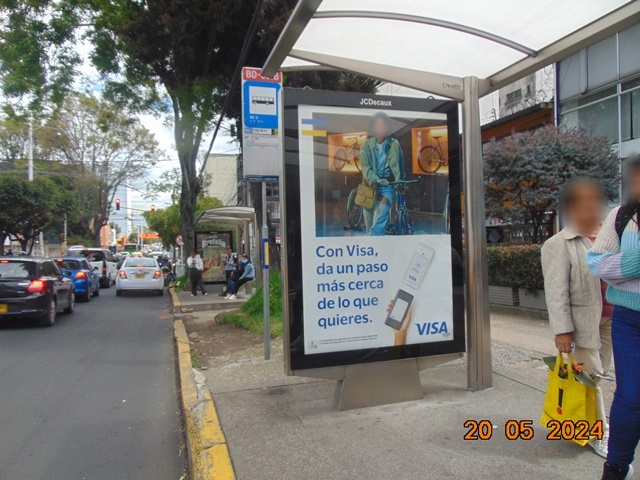 JCDecaux
Con Visa,
da un paso
más cerca
de lo que
quieres.
VISA
20 05 2024